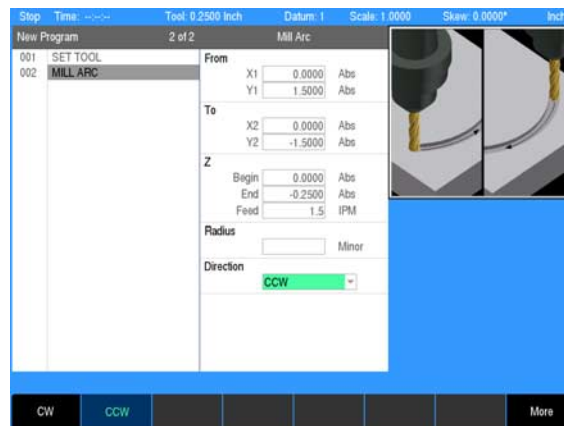 Stop Time: --:--:-- Tool: 0.2500 Inch Datum: 1 Scale: 1.0000 Skew: 0.0000° Inch
New Program 2 of 2 Mill Arc
001 SET TOOL
002 MILL ARC
From
X1 0.0000 Abs
Y1 1.5000 Abs
To
X2 0.0000 Abs
Y2 -1.5000 Abs
Z
Begin 0.0000 Abs
End -0.2500 Abs
Feed 1.5 IPM
Radius
Minor
Direction
CCW
CW CCW More